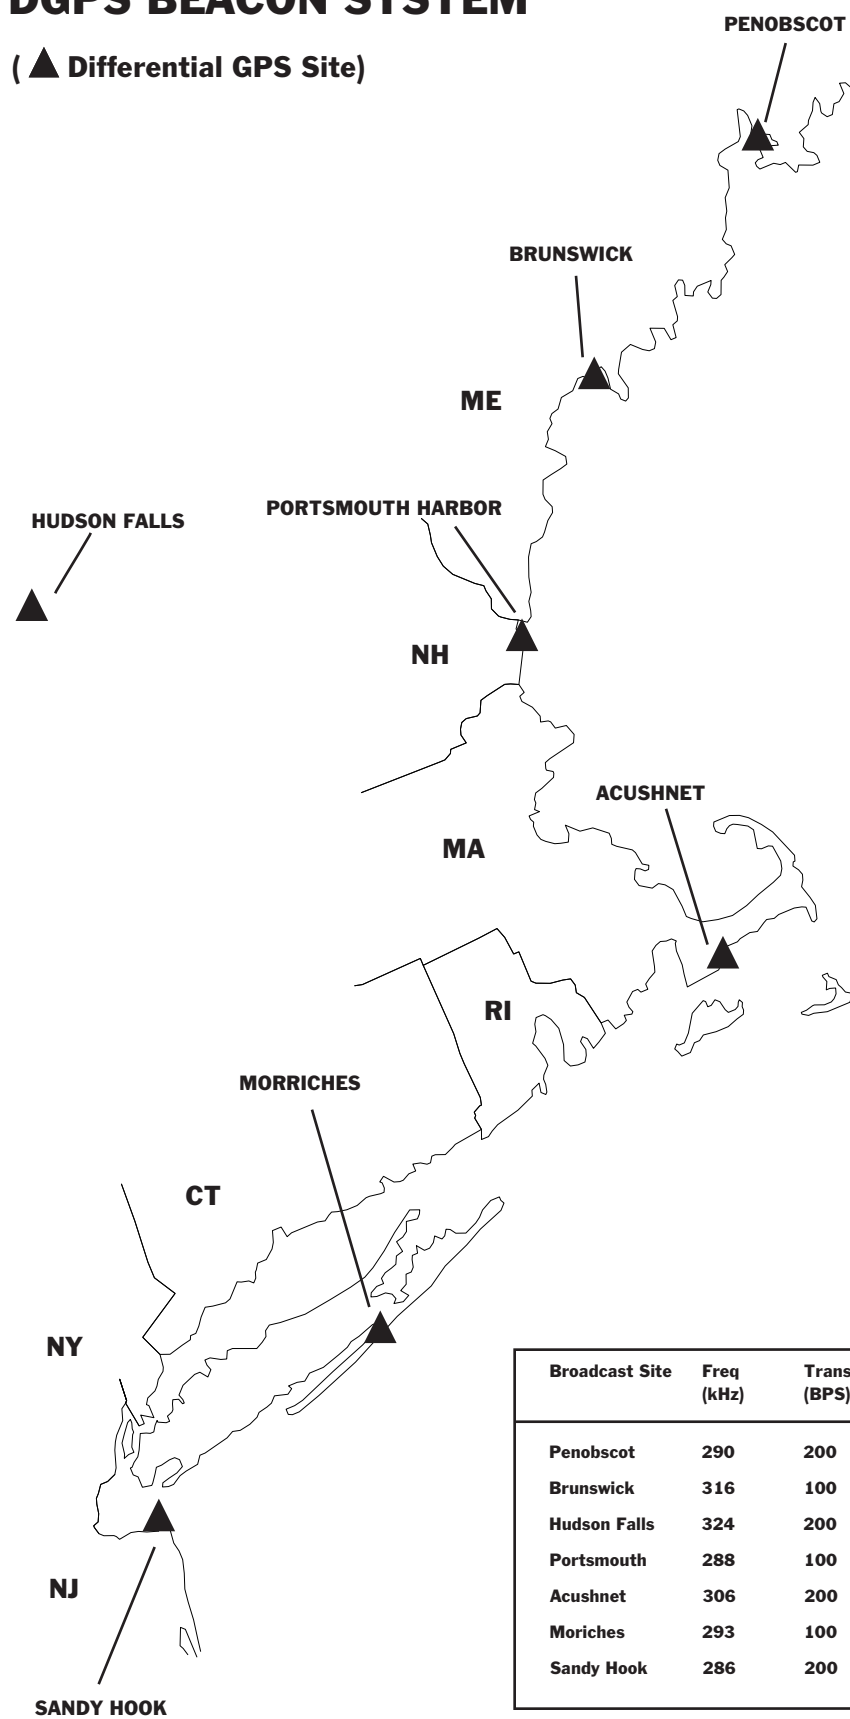 DGPS BEACON SYSTEM
( Differential GPS Site)
PENOBSCOT
BRUNSWICK
ME
PORTSMOUTH HARBOR
HUDSON FALLS
NH
ACUSHNET
MA
RI
MORRICHES
CT
NY
Broadcast Site Freq Trans
(kHz) (BPS)
Penobscot 290 200
Brunswick 316 100
Hudson Falls 324 200
Portsmouth 288 100
Acushnet 306 200
Moriches 293 100
Sandy Hook 286 200
NJ
SANDY HOOK